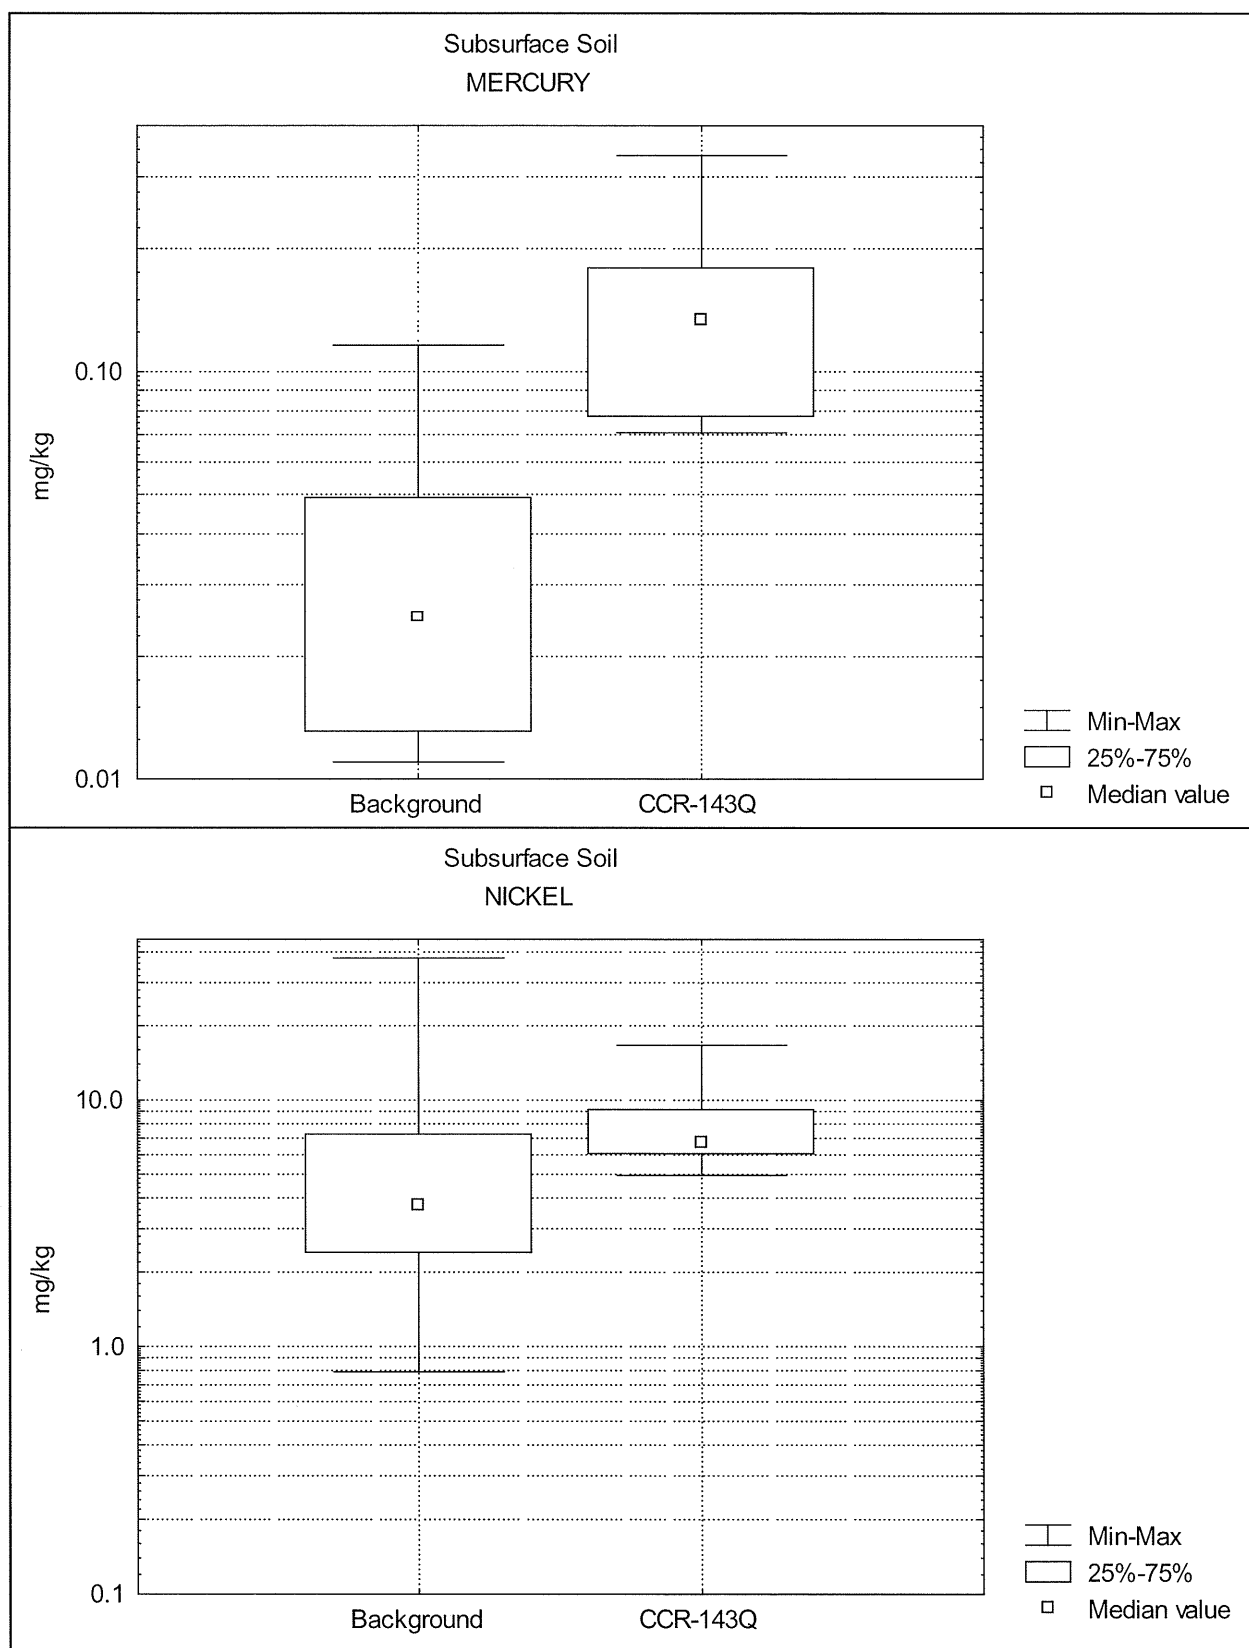 Subsurface Soil
MERCURY
0.10
mg/kg
0.01
Background CCR-143Q
Min-Max
25%-75%
Median value
Subsurface Soil
NICKEL
10.0
mg/kg
1.0
0.1
Background CCR-143Q
Min-Max
25%-75%
Median value